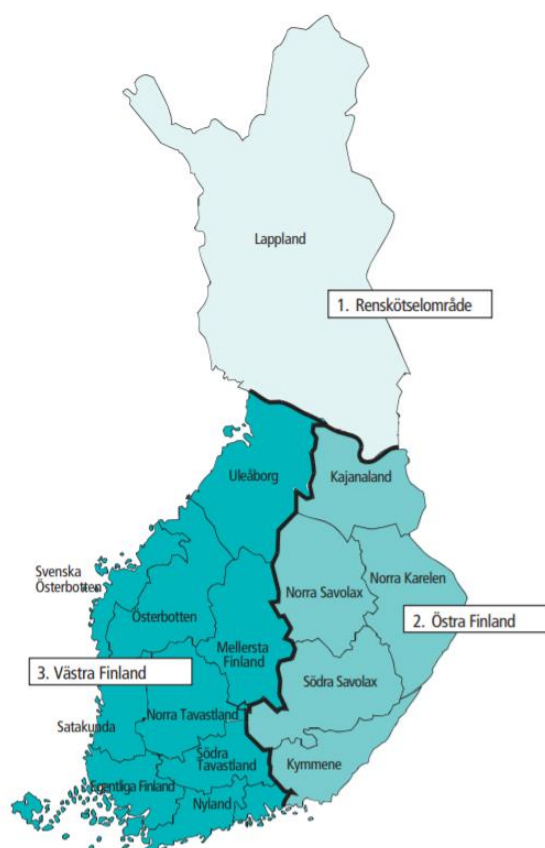 Lappland
1. Renskötselområde
Uleåborg
Kajanaland
Svenska
Österbotten
Norra Karelen
Österbotten
Norra Savolax
2. Östra Finland
Mellersta
Finland
3. Västra Finland
Södra Savolax
Satakunda
Norra Tavastland
Södra
Tavastland
Kymmene
Egentliga Finland
Nyland